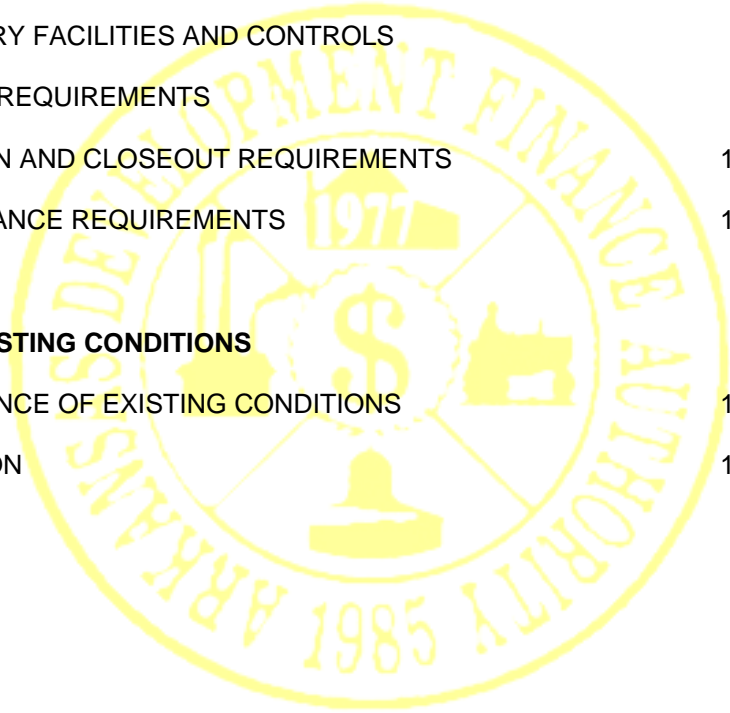 RY FACILITIES AND CONTROLS
REQUIREMENTS
N AND CLOSEOUT REQUIREMENTS 1
ANCE REQUIREMENTS 1
STING CONDITIONS
NCE OF EXISTING CONDITIONS 1
ON 1
ARKANSAS DEVELOPMENT FINANCE AUTHORITY
1977
$
1985